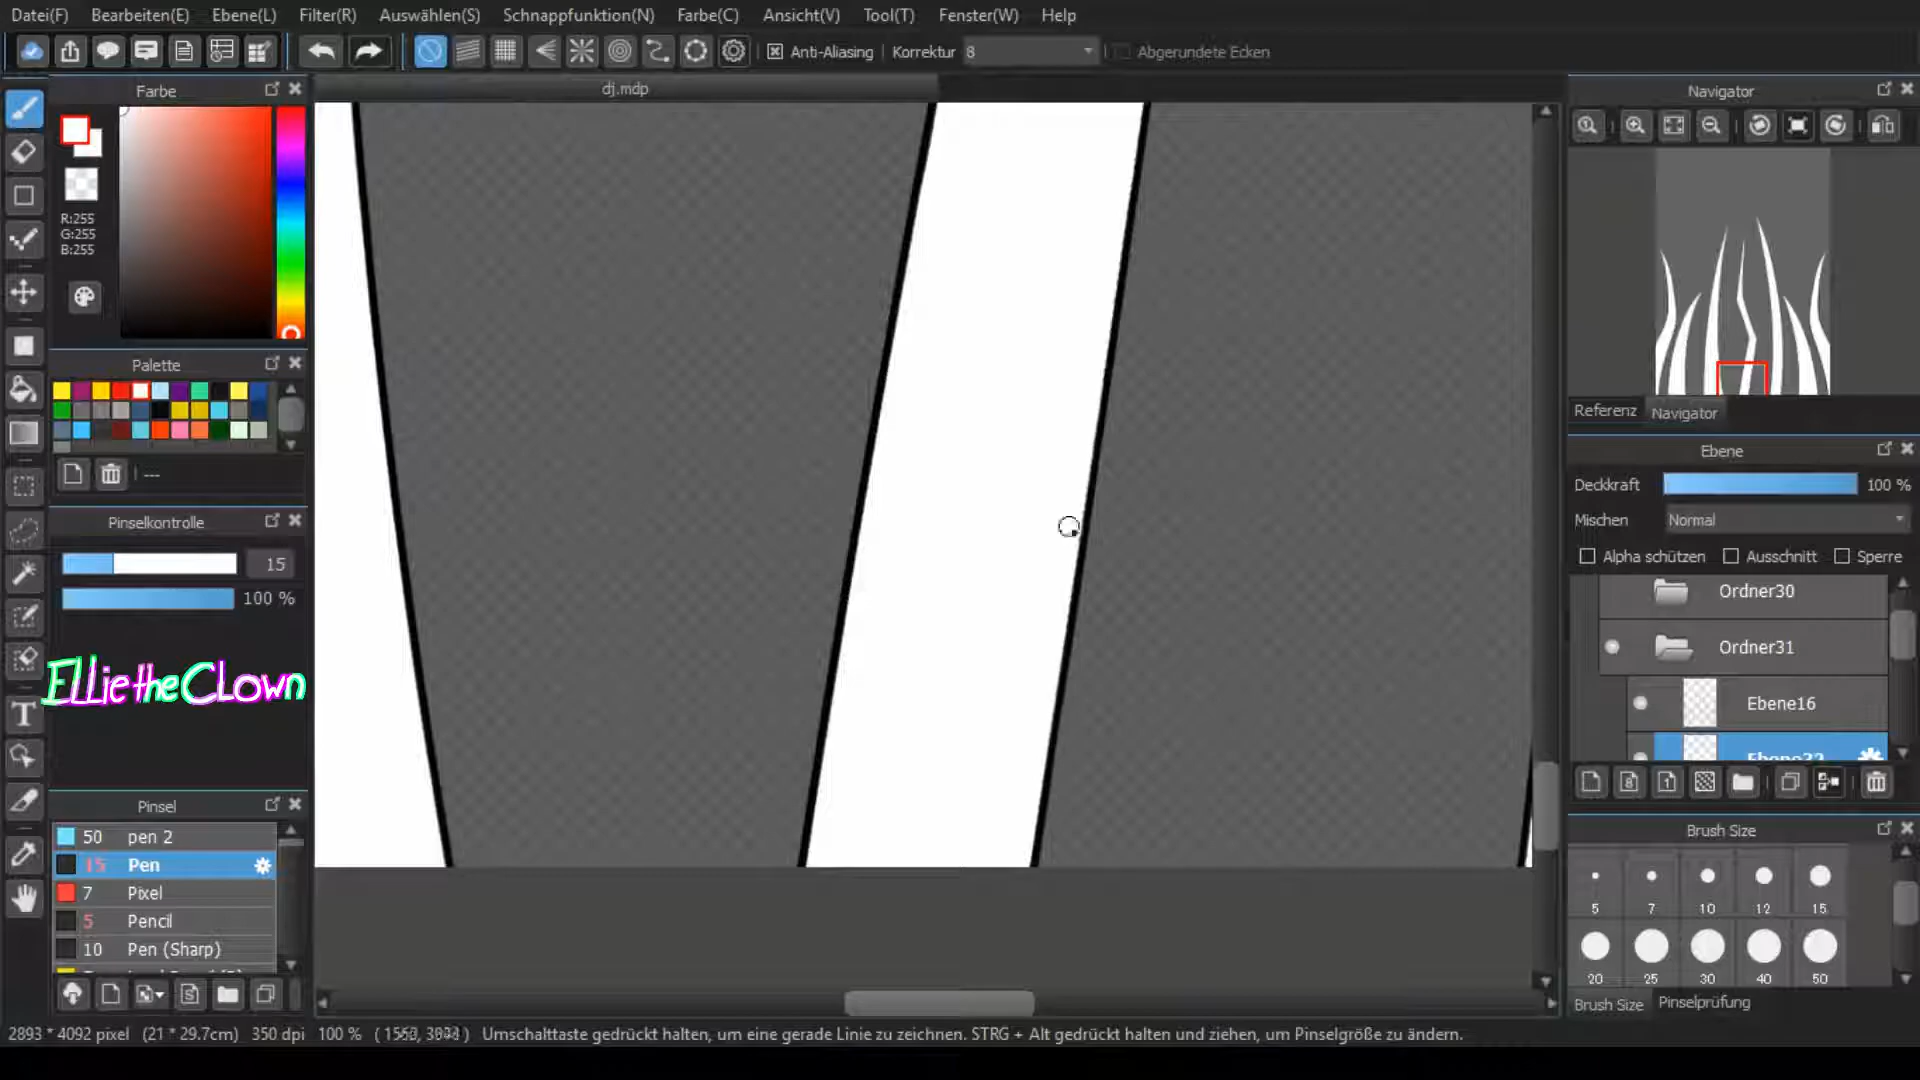 Datei(F) Bearbeiten(E) Ebene(L) Filter(R) Auswählen(S) Schnappfunktion(N) Farbe(C) Ansicht(V) Tool(T) Fenster(W) Help
Anti-Aliasing Korrektur 8 Abgerundete Ecken
dj.mdp
Farbe
R:255
G:255
B:255
Palette
---
Pinselkontrolle
15
100 %
EllietheClown
Pinsel
50 pen 2
15 Pen
7 Pixel
5 Pencil
10 Pen (Sharp)
Navigator
Referenz Navigator
Ebene
Deckkraft 100 %
Mischen Normal
Alpha schützen Ausschnitt Sperre
Ordner30
Ordner31
Ebene16
Brush Size
5 7 10 12 15
20 25 30 40 50
Brush Size Pinselprüfung
2893 * 4092 pixel (21 * 29.7cm) 350 dpi 100 % Umschalttaste gedrückt halten, um eine gerade Linie zu zeichnen. STRG + Alt gedrückt halten und ziehen, um Pinselgröße zu ändern.